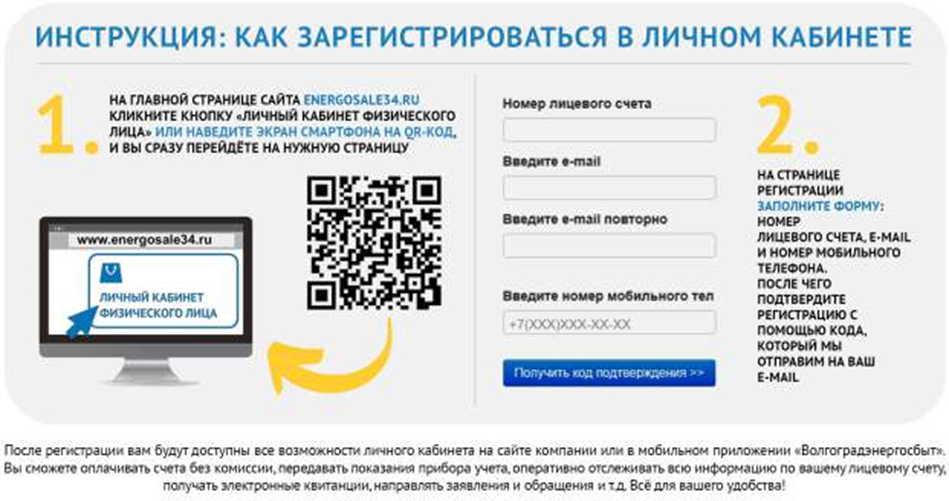 ИНСТРУКЦИЯ: КАК ЗАРЕГИСТРИРОВАТЬСЯ В ЛИЧНОМ КАБИНЕТЕ
1.
НА ГЛАВНОЙ СТРАНИЦЕ САЙТА ENERGOSALE34.RU
КЛИКНИТЕ КНОПКУ «ЛИЧНЫЙ КАБИНЕТ ФИЗИЧЕСКОГО
ЛИЦА» ИЛИ НАВЕДИТЕ ЭКРАН СМАРТФОНА НА QR-КОД,
И ВЫ СРАЗУ ПЕРЕЙДЁТЕ НА НУЖНУЮ СТРАНИЦУ
www.energosale34.ru
ЛИЧНЫЙ КАБИНЕТ
ФИЗИЧЕСКОГО ЛИЦА
Номер лицевого счета
Введите e-mail
Введите e-mail повторно
Введите номер мобильного тел
+7(XXX)XXX-XX-XX
Получить код подтверждения >>
2.
НА СТРАНИЦЕ
РЕГИСТРАЦИИ
ЗАПОЛНИТЕ ФОРМУ:
НОМЕР
ЛИЦЕВОГО СЧЕТА, E-MAIL
И НОМЕР МОБИЛЬНОГО
ТЕЛЕФОНА.
ПОСЛЕ ЧЕГО
ПОДТВЕРДИТЕ
РЕГИСТРАЦИЮ С
ПОМОЩЬЮ КОДА,
КОТОРЫЙ МЫ
ОТПРАВИМ НА ВАШ
E-MAIL
После регистрации вам будут доступны все возможности личного кабинета на сайте компании или в мобильном приложении «Волгоградэнергосбыт».
Вы сможете оплачивать счета без комиссии, передавать показания прибора учета, оперативно отслеживать всю информацию по вашему лицевому счету,
получать электронные квитанции, направлять заявления и обращения и т.д. Всё для вашего удобства!